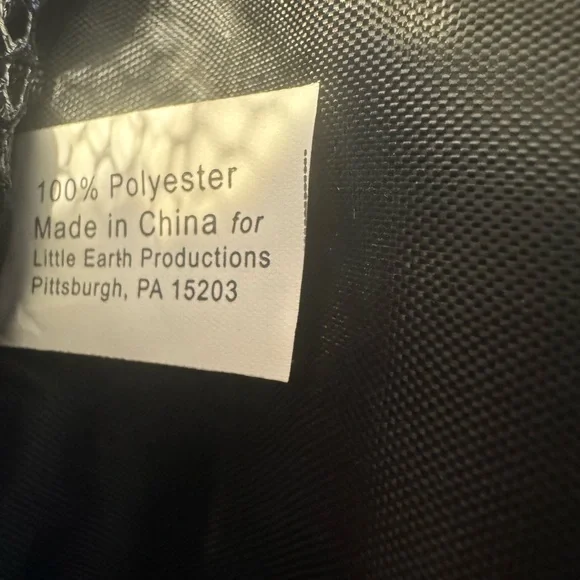 100% Polyester
Made in China for
Little Earth Productions
Pittsburgh, PA 15203